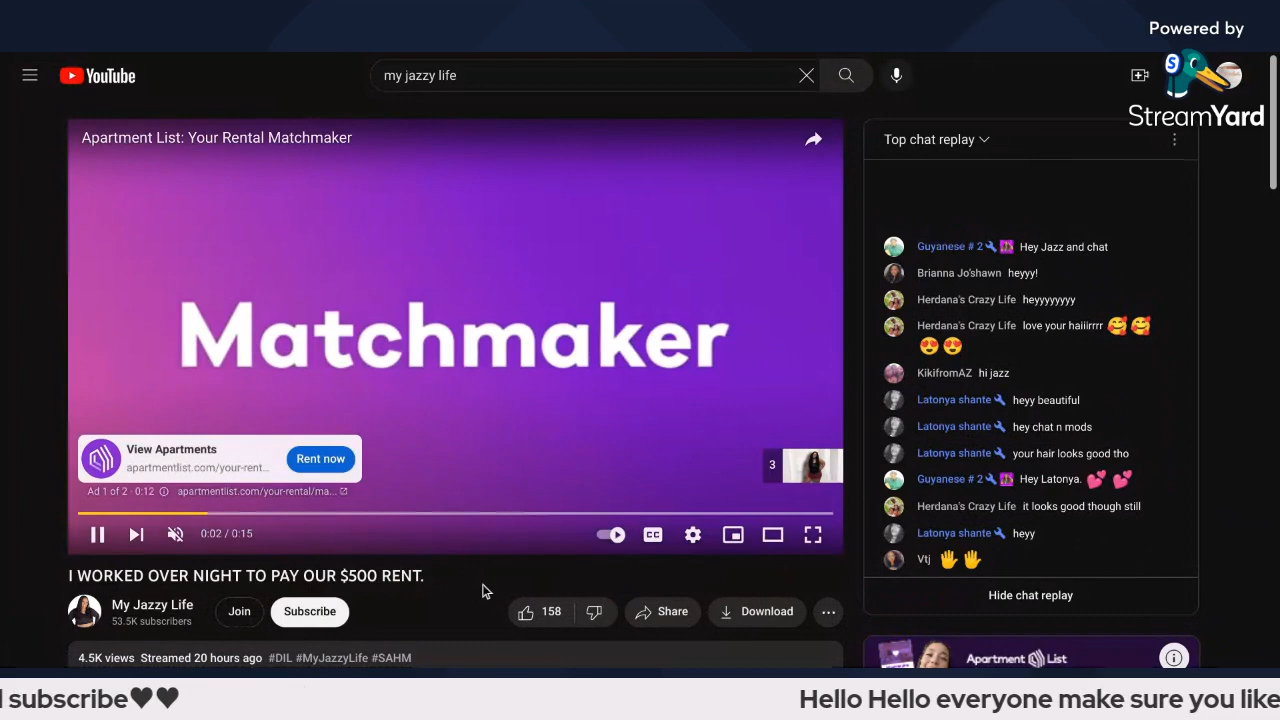 Powered by
StreamYard
YouTube
my jazzy life
Apartment List: Your Rental Matchmaker
Matchmaker
View Apartments
apartmentlist.com/your-rent...
Rent now
Ad 1 of 2 · 0:12
apartmentlist.com/your-rental/ma...
3
0:02 / 0:15
I WORKED OVER NIGHT TO PAY OUR $500 RENT.
My Jazzy Life
53.5K subscribers
Join
Subscribe
158
Share
Download
4.5K views Streamed 20 hours ago #DIL #MyJazzyLife #SAHM
Top chat replay
Guyanese # 2 Hey Jazz and chat
Brianna Jo'shawn heyyy!
Herdana's Crazy Life heyyyyyyyy
Herdana's Crazy Life love your haiiirrrr 🥰 🥰
😍 😍
KikifromAZ hi jazz
Latonya shante heyy beautiful
Latonya shante hey chat n mods
Latonya shante your hair looks good tho
Guyanese # 2 Hey Latonya. 💕 💕
Herdana's Crazy Life it looks good though still
Latonya shante heyy
Vtj 🖐 🖐
Hide chat replay
Apartment List
l subscribe♥♥
Hello Hello everyone make sure you like